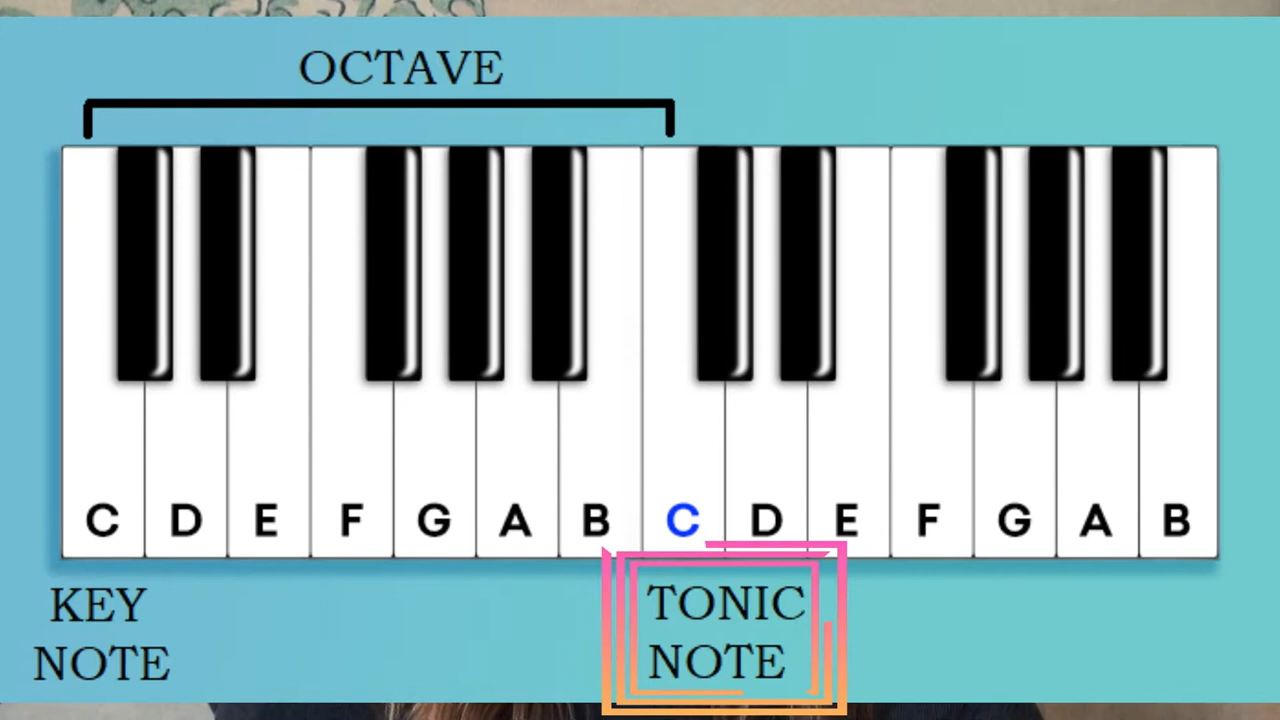 OCTAVE
C D E F G A B C D E F G A B
KEY
NOTE
TONIC
NOTE